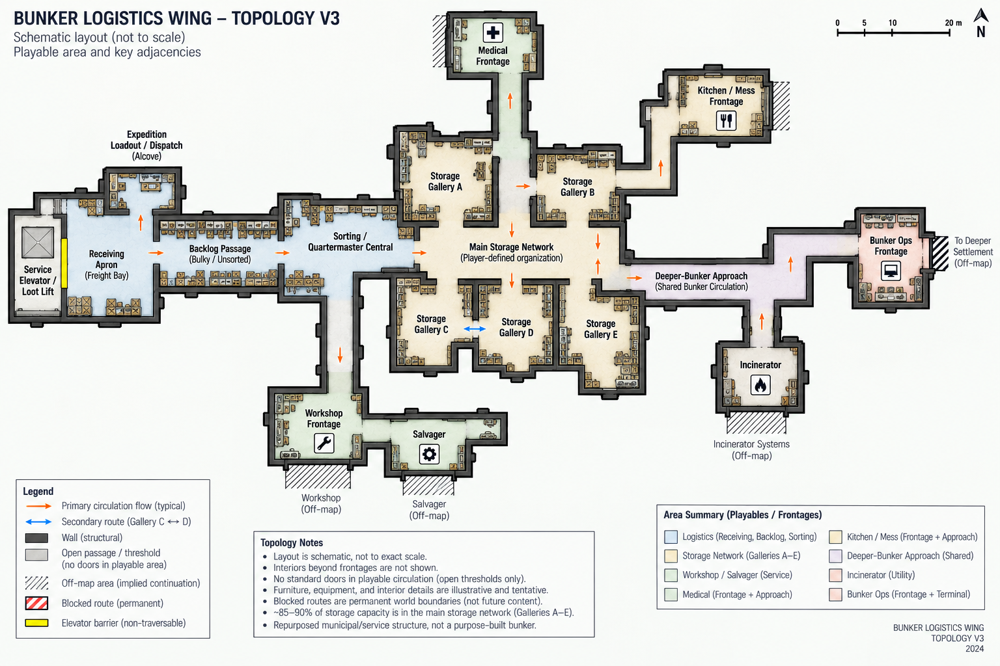 BUNKER LOGISTICS WING – TOPOLOGY V3
Schematic layout (not to scale)
Playable area and key adjacencies
0 5 10 20 m
N
Medical
Frontage
Kitchen / Mess
Frontage
Expedition
Loadout / Dispatch
(Alcove)
Storage
Gallery A
Storage
Gallery B
Service
Elevator /
Loot Lift
Receiving
Apron
(Freight Bay)
Backlog Passage
(Bulky / Unsorted)
Sorting /
Quartermaster Central
Main Storage Network
(Player-defined organization)
Deeper-Bunker Approach
(Shared Bunker Circulation)
Bunker Ops
Frontage
To Deeper
Settlement
(Off-map)
Storage
Gallery C
Storage
Gallery D
Storage
Gallery E
Incinerator
Incinerator Systems
(Off-map)
Workshop
Frontage
Salvager
Workshop
(Off-map)
Salvager
(Off-map)
Legend
Primary circulation flow (typical)
Secondary route (Gallery C ↔ D)
Wall (structural)
Open passage / threshold
(no doors in playable area)
Off-map area (implied continuation)
Blocked route (permanent)
Elevator barrier (non-traversable)
Topology Notes
• Layout is schematic, not to exact scale.
• Interiors beyond frontages are not shown.
• No standard doors in playable circulation (open thresholds only).
• Furniture, equipment, and interior details are illustrative and tentative.
• Blocked routes are permanent world boundaries (not future content).
• ~85–90% of storage capacity is in the main storage network (Galleries A–E).
• Repurposed municipal/service structure, not a purpose-built bunker.
Area Summary (Playables / Frontages)
Logistics (Receiving, Backlog, Sorting)
Storage Network (Galleries A–E)
Workshop / Salvager (Service)
Medical (Frontage + Approach)
Kitchen / Mess (Frontage + Approach)
Deeper-Bunker Approach (Shared)
Incinerator (Utility)
Bunker Ops (Frontage + Terminal)
BUNKER LOGISTICS WING
TOPOLOGY V3
2024